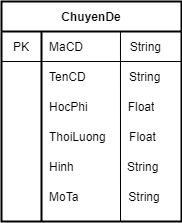 ChuyenDe
PK MaCD String
TenCD String
HocPhi Float
ThoiLuong Float
Hinh String
MoTa String